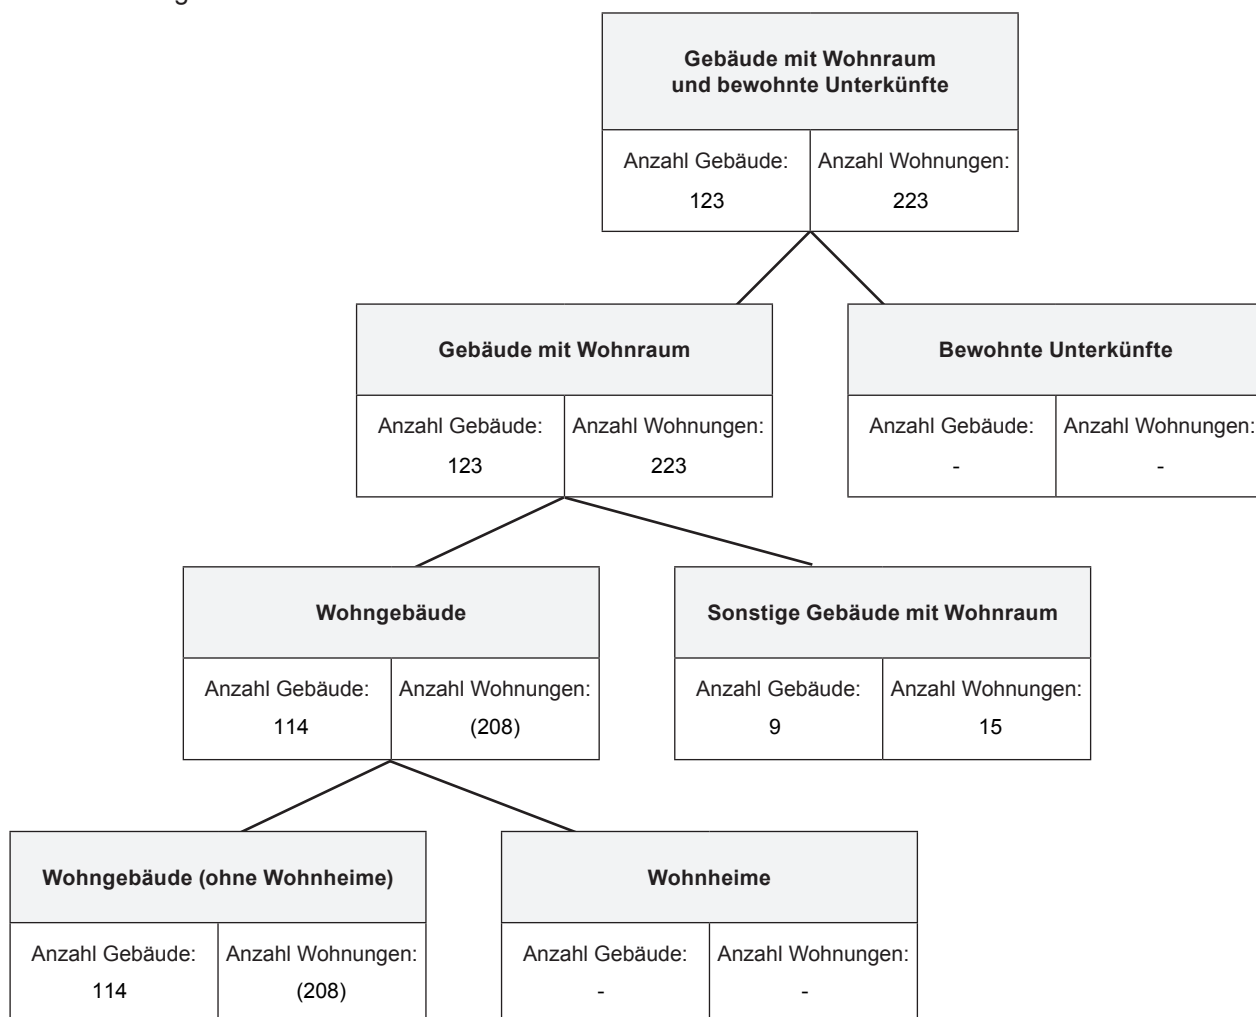 Gebäude mit Wohnraum
und bewohnte Unterkünfte
Anzahl Gebäude: Anzahl Wohnungen:
123 223
Gebäude mit Wohnraum
Anzahl Gebäude: Anzahl Wohnungen:
123 223
Bewohnte Unterkünfte
Anzahl Gebäude: Anzahl Wohnungen:
- -
Wohngebäude
Anzahl Gebäude: Anzahl Wohnungen:
114 (208)
Sonstige Gebäude mit Wohnraum
Anzahl Gebäude: Anzahl Wohnungen:
9 15
Wohngebäude (ohne Wohnheime)
Anzahl Gebäude: Anzahl Wohnungen:
114 (208)
Wohnheime
Anzahl Gebäude: Anzahl Wohnungen:
- -